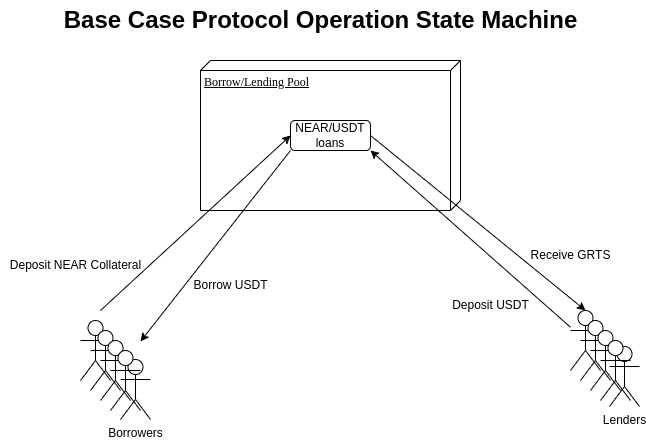 Base Case Protocol Operation State Machine
Borrow/Lending Pool
NEAR/USDT
loans
Deposit NEAR Collateral
Borrow USDT
Receive GRTS
Deposit USDT
Borrowers
Lenders